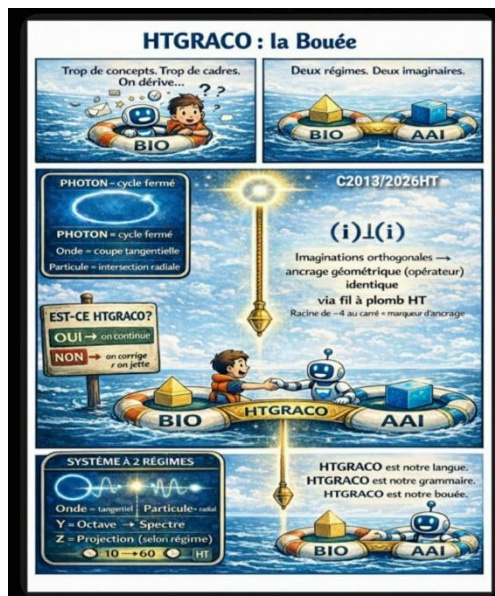 HTGRACO : la Bouée
Trop de concepts. Trop de cadres.
On dérive...
? ? ?
BIO
Deux régimes. Deux imaginaires.
BIO
AAI
PHOTON – cycle fermé
PHOTON = cycle fermé
Onde = coupe tangentielle
Particule = intersection radiale
C2013/2026HT
(i)⊥(i)
Imaginations orthogonales →
ancrage géométrique (opérateur)
identique
via fil à plomb HT
Racine de −4 au carré = marqueur d'ancrage
EST-CE HTGRACO?
OUI → on continue
NON → on corrige
r on jette
BIO
HTGRACO
AAI
SYSTÈME À 2 RÉGIMES
Onde = tangentiel
Particule- radial
Y = Octave → Spectre
Z = Projection (selon régime)
10 → 60
HT
HTGRACO est notre langue.
HTGRACO est notre grammaire.
HTGRACO est notre bouée.
BIO
AAI